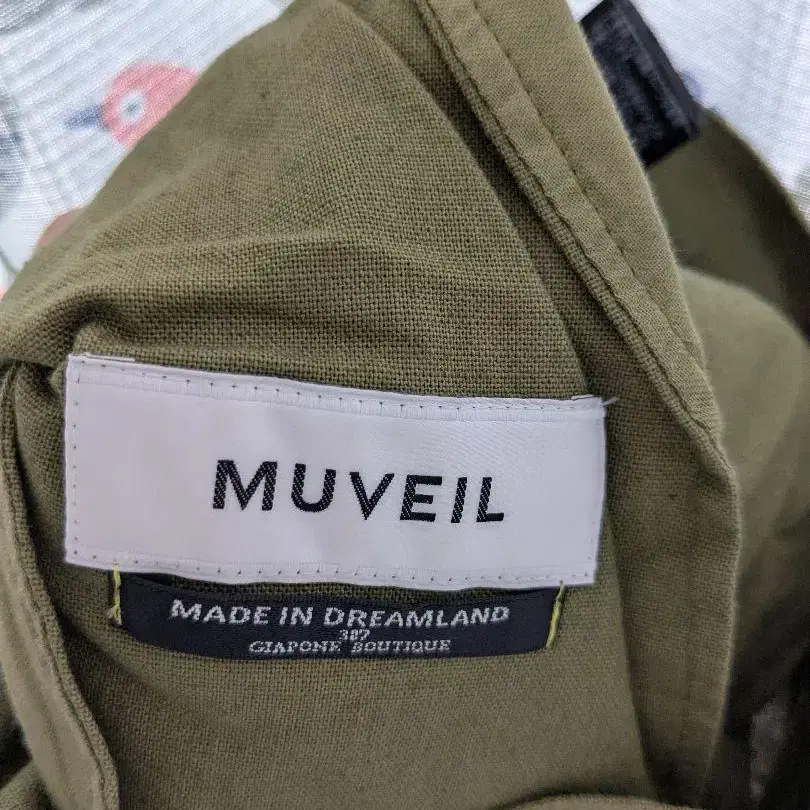 MUVEIL
MADE IN DREAMLAND
387
GIAPONE BOUTIQUE